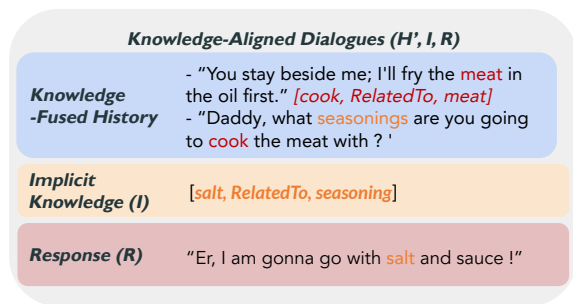 Knowledge-Aligned Dialogues (H’, I, R)
Knowledge
-Fused History
- “You stay beside me; I'll fry the meat in
the oil first.” [cook, RelatedTo, meat]
- “Daddy, what seasonings are you going
to cook the meat with ? '
Implicit
Knowledge (I)
[salt, RelatedTo, seasoning]
Response (R)
“Er, I am gonna go with salt and sauce !”